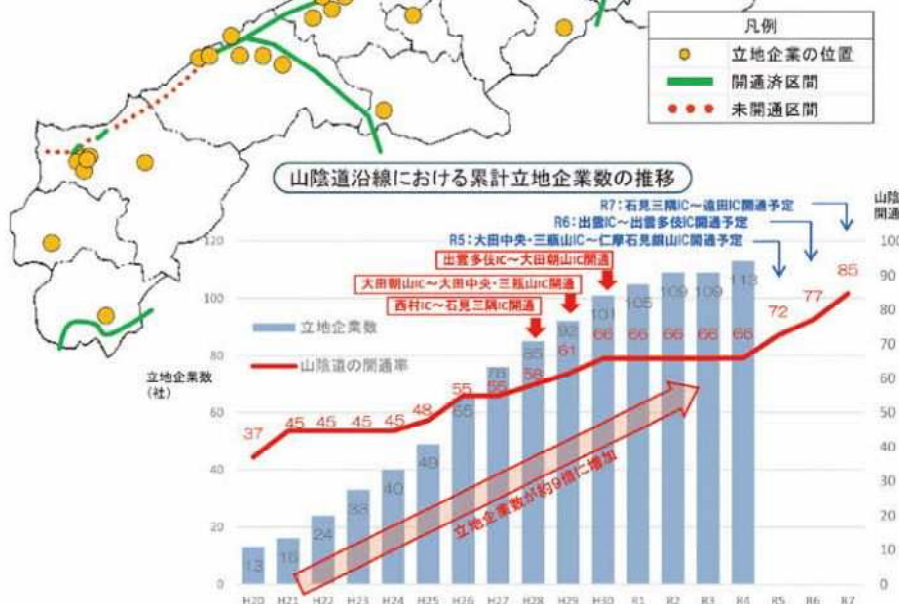 凡例
立地企業の位置
開通済区間
未開通区間
山陰道沿線における累計立地企業数の推移
山陰
開通
R7：石見三隅IC～遠田IC開通予定
R6：出雲IC～出雲多伎IC開通予定
R5：大田中央・三瓶山IC～仁摩石見銀山IC開通予定
出雲多伎IC～大田朝山IC開通
大田朝山IC～大田中央・三瓶山IC開通
西村IC～石見三隅IC開通
立地企業数
山陰道の開通率
立地企業数
（社）
120
100
80
60
40
20
0
100
90
80
70
60
50
40
30
20
10
0
37 45 45 45 45 48 55 55 58 61 66 66 66 66 66 72 77 85
13 16 24 33 40 49 66 76 85 92 101 105 109 109 113
立地企業数が約9倍に増加
H20 H21 H22 H23 H24 H25 H26 H27 H28 H29 H30 R1 R2 R3 R4 R5 R6 R7